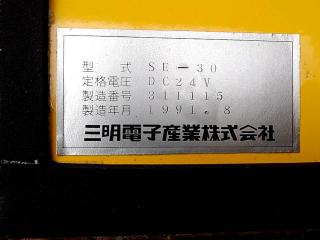 型式 SE-30
定格電圧 DC24V
製造番号 311115
製造年月 1991.8
三明電子産業株式会社